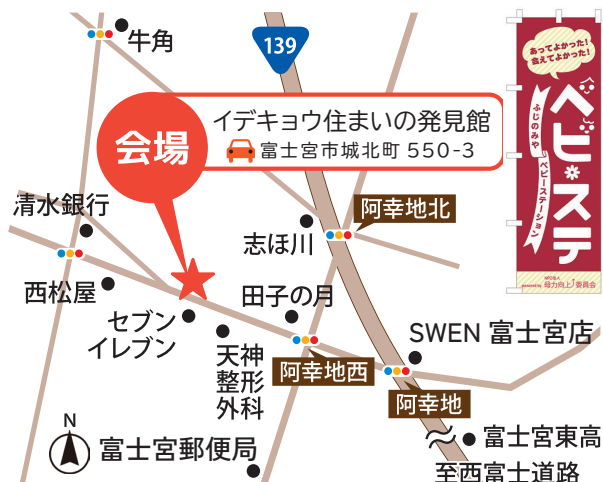 牛角
139
会場
イデキョウ住まいの発見館
富士宮市城北町 550-3
清水銀行
西松屋
セブン
イレブン
天神
整形
外科
田子の月
志ほ川
阿幸地北
阿幸地西
阿幸地
SWEN 富士宮店
富士宮東高
至西富士道路
N
富士宮郵便局
あってよかった!
会えてよかった!
ベビ*ステ
ふじのみや
ベビーステーション
NPO法人
母力向上委員会